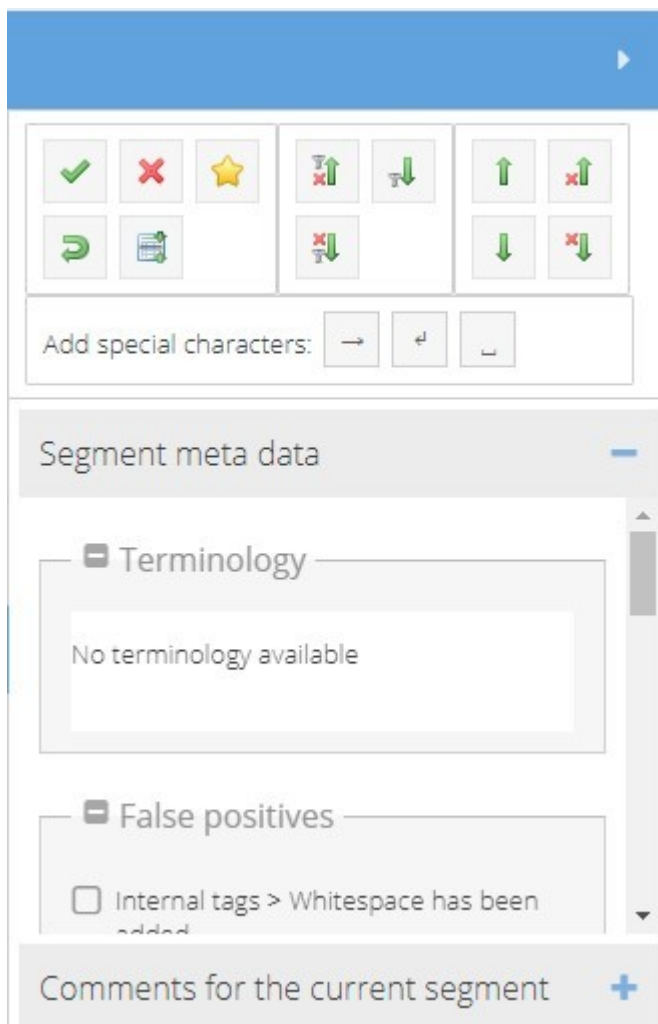 Add special characters: → ↲ ⎵
Segment meta data
Terminology
No terminology available
False positives
Internal tags > Whitespace has been
added
Comments for the current segment